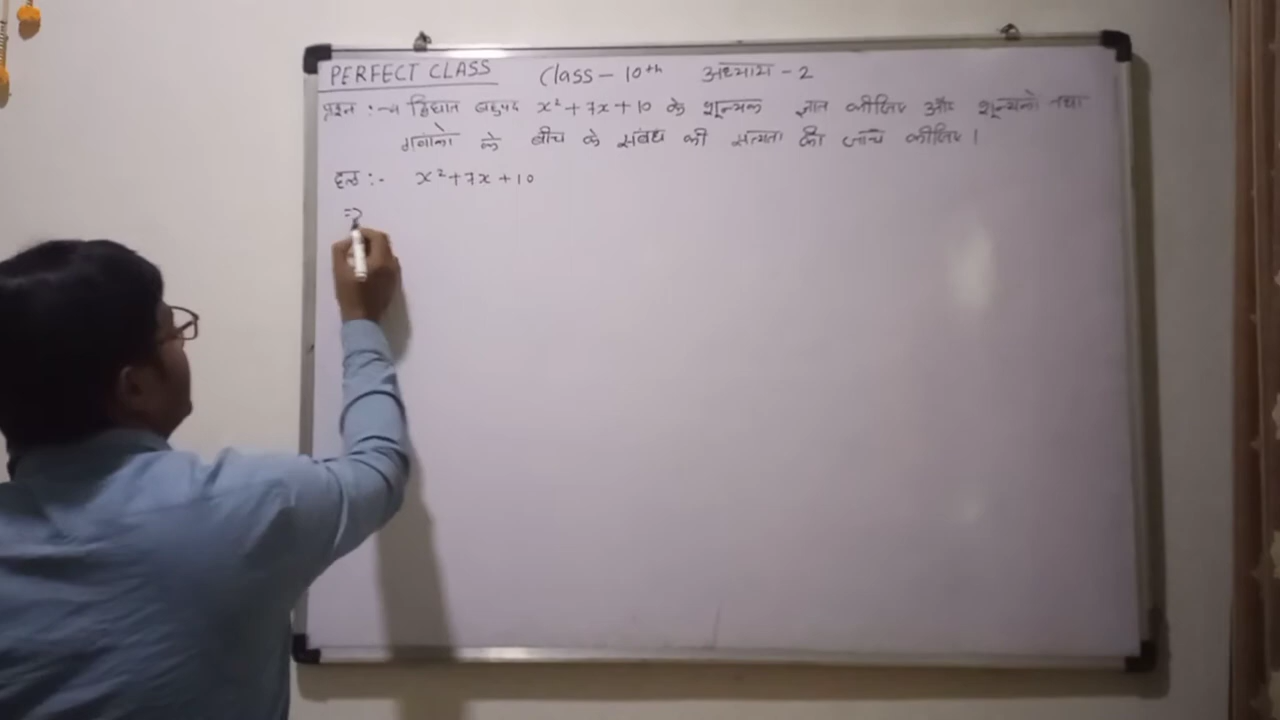 PERFECT CLASS Class - 10th अध्याय - 2
प्रश्न :- द्विघात बहुपद x²+7x+10 के शून्यक ज्ञात कीजिए और शून्यको तथा
गुणांको के बीच के संबंध की सत्यता की जाँच कीजिए।
हल :- x²+7x+10
⇒